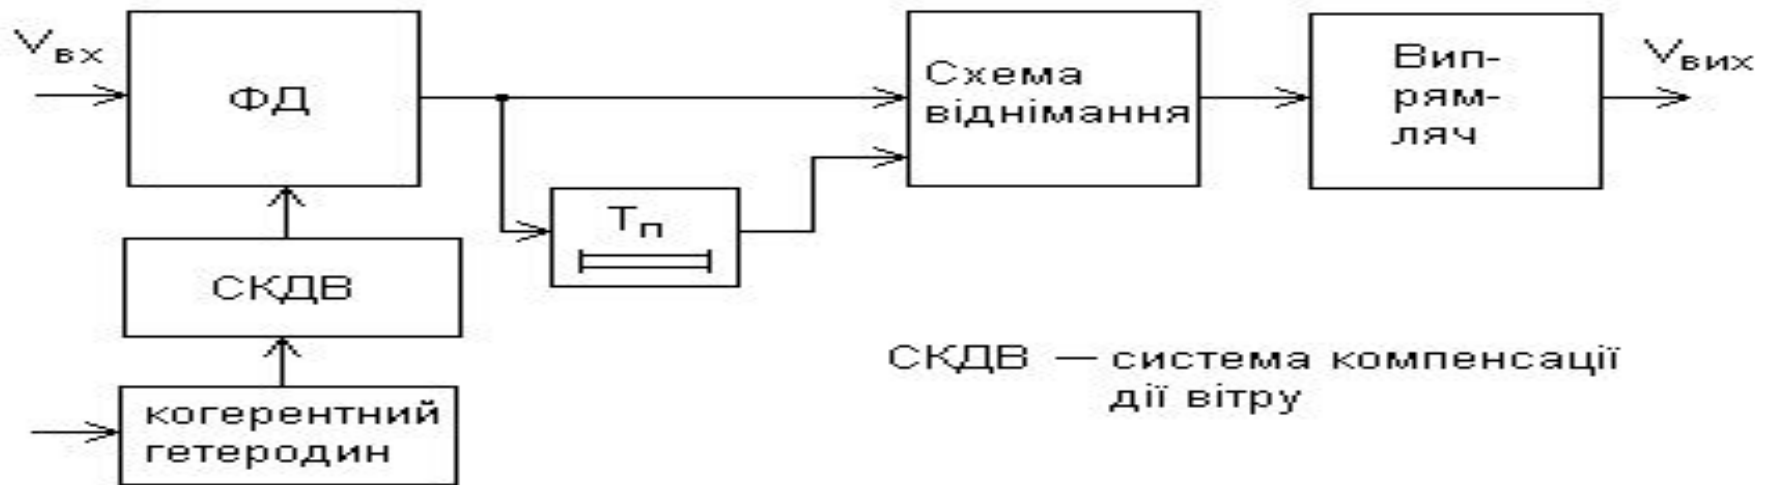 Vвх
ФД
Схема
віднімання
Вип-
рям-
ляч
Vвих
Тп
СКДВ
когерентний
гетеродин
СКДВ — система компенсації
дії вітру